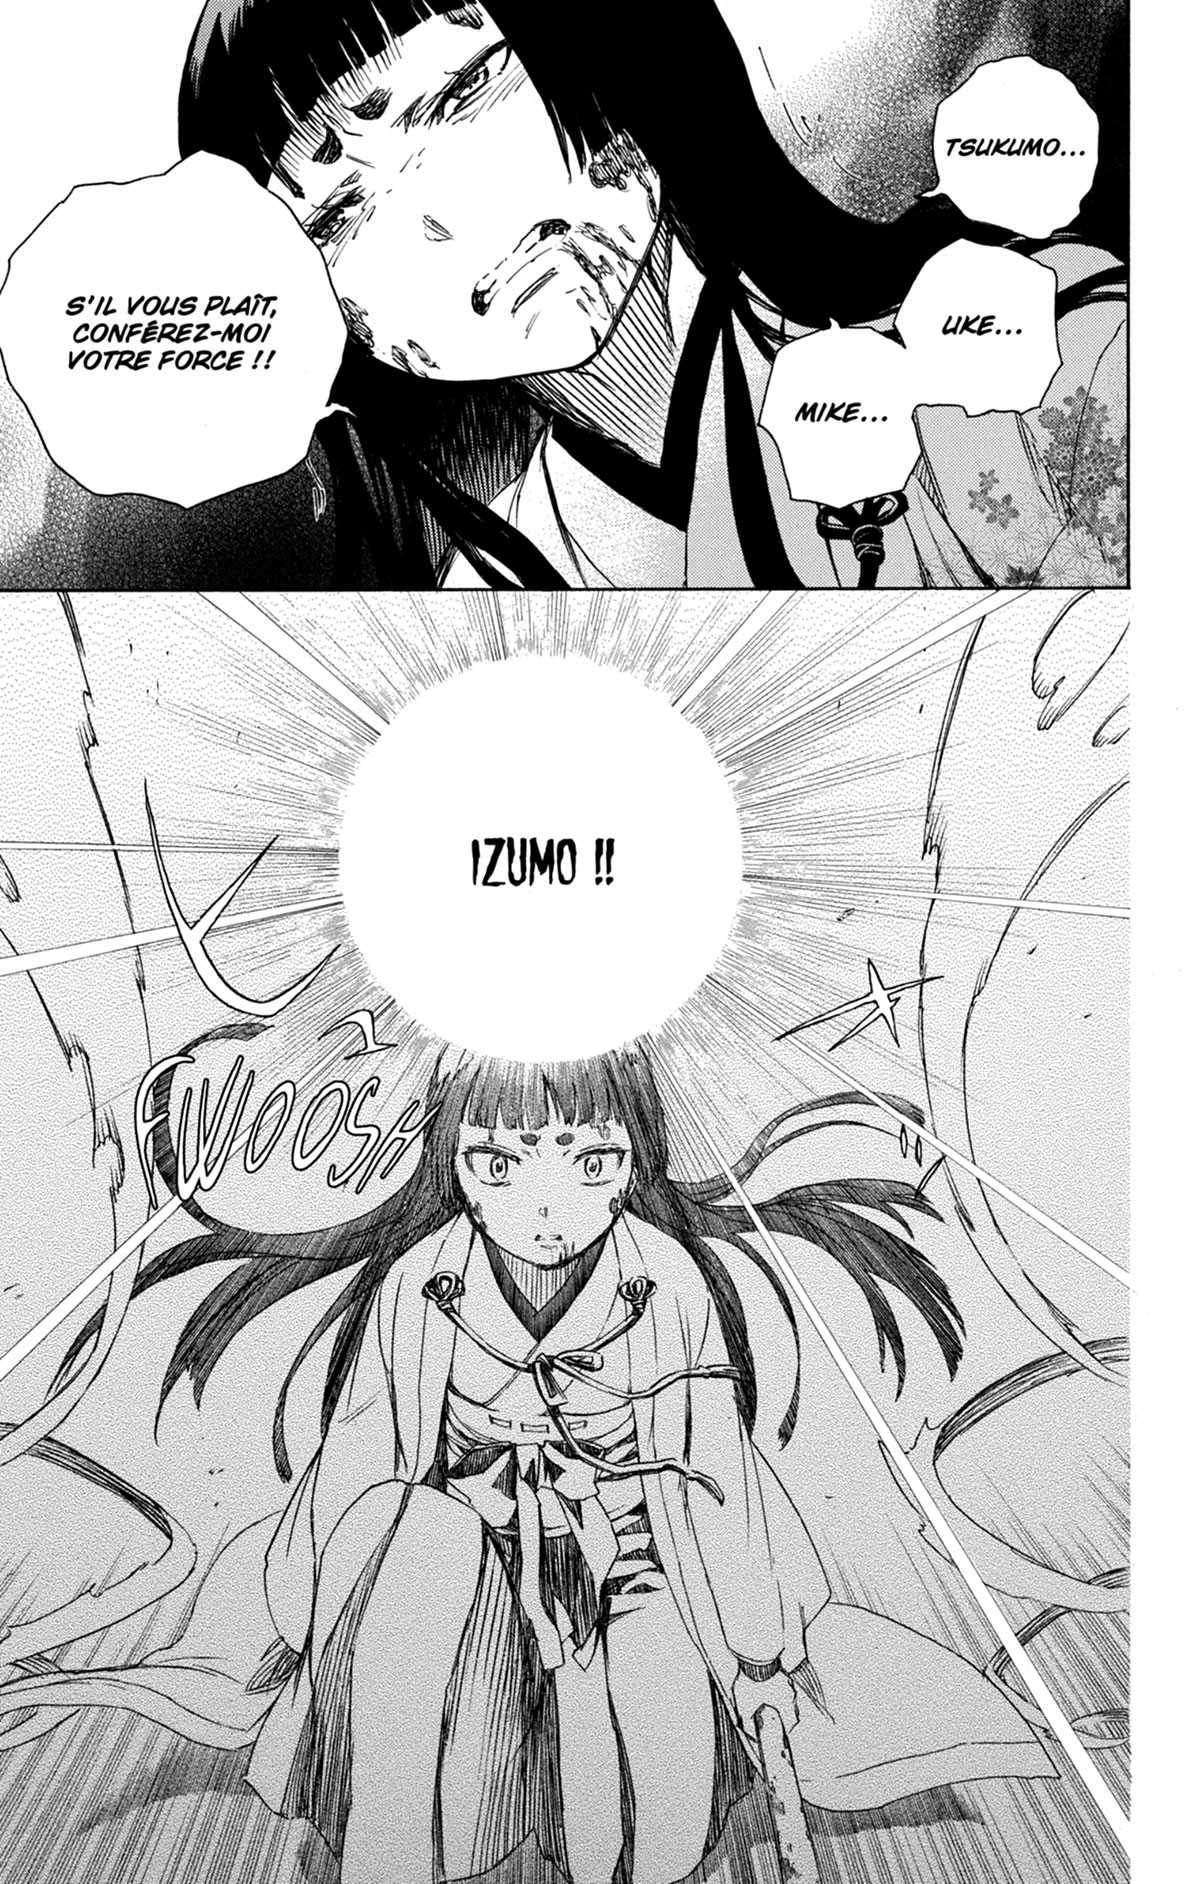 TSUKUMO...
UKE...
MIKE...
S'IL VOUS PLAÎT,
CONFÉREZ-MOI
VOTRE FORCE !!
IZUMO !!
FWOOSH